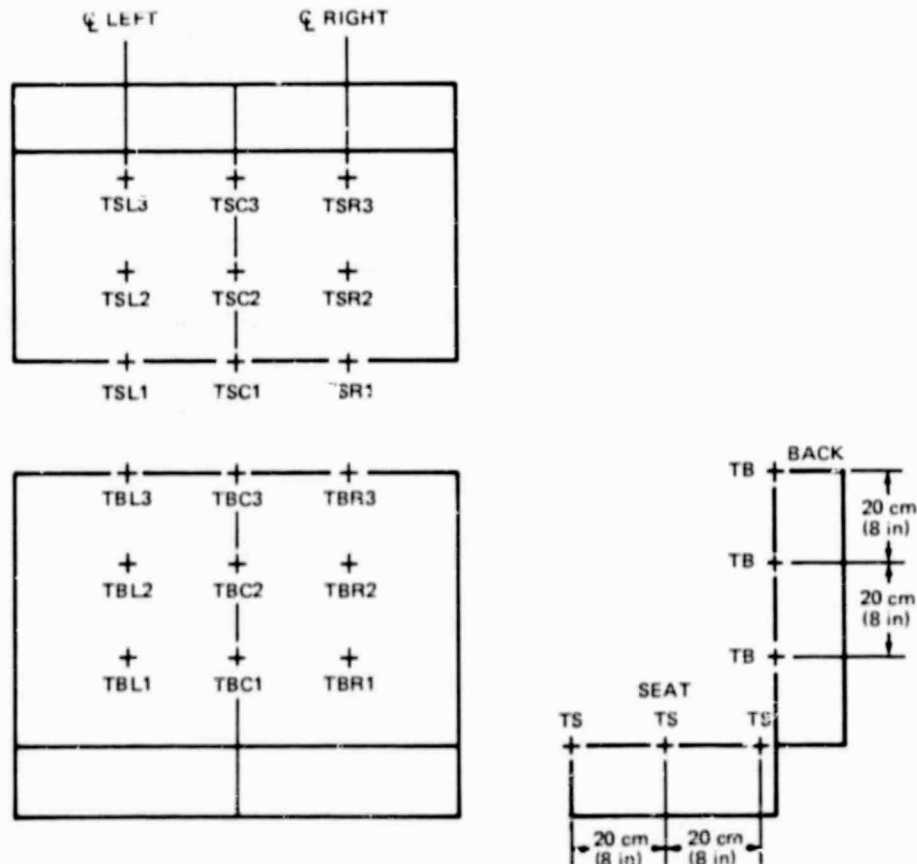 ℄ LEFT ℄ RIGHT
TSL3 TSC3 TSR3
TSL2 TSC2 TSR2
TSL1 TSC1 TSR1
TBL3 TBC3 TBR3
TBL2 TBC2 TBR2
TBL1 TBC1 TBR1
BACK
TB
20 cm
(8 in)
TB
20 cm
(8 in)
TB
SEAT
TS TS TS
20 cm 20 cm
(8 in) (8 in)